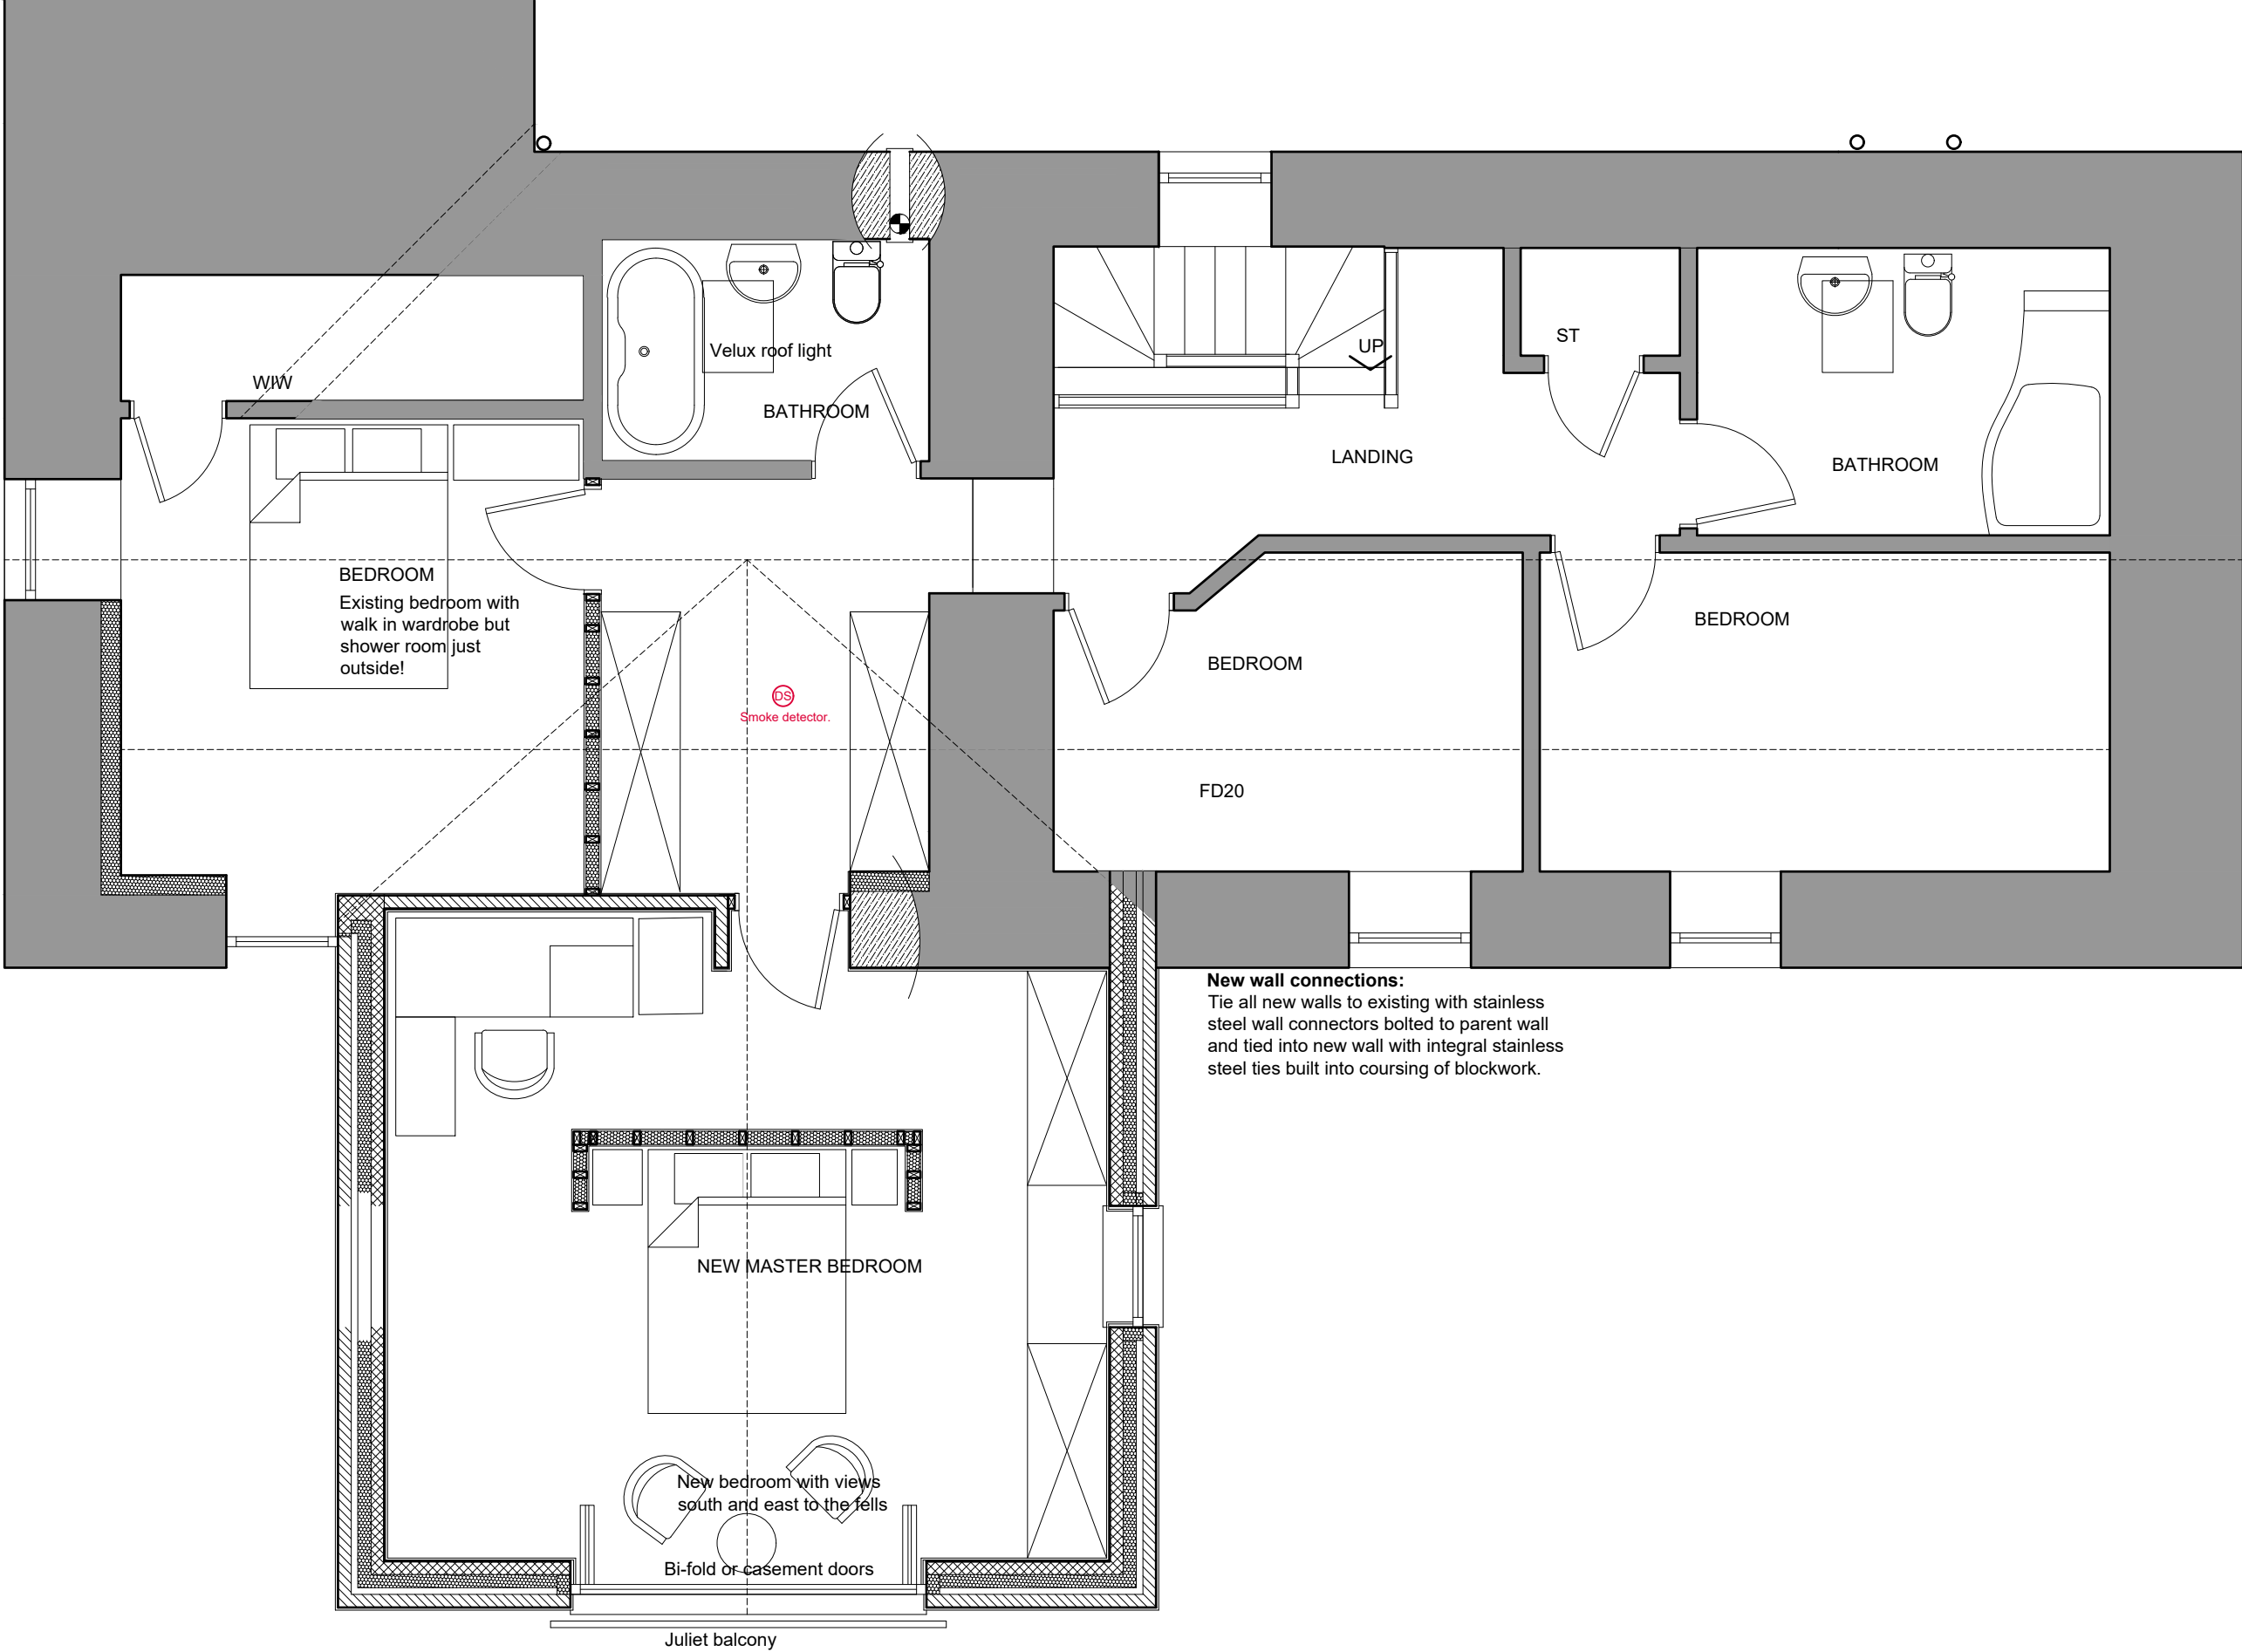 Velux roof light
WIW
BATHROOM
UP
ST
LANDING
BATHROOM
BEDROOM
Existing bedroom with
walk in wardrobe but
shower room just
outside!
BEDROOM
BEDROOM
DS
Smoke detector.
FD20
New wall connections:
Tie all new walls to existing with stainless
steel wall connectors bolted to parent wall
and tied into new wall with integral stainless
steel ties built into coursing of blockwork.
NEW MASTER BEDROOM
New bedroom with views
south and east to the fells
Bi-fold or casement doors
Juliet balcony